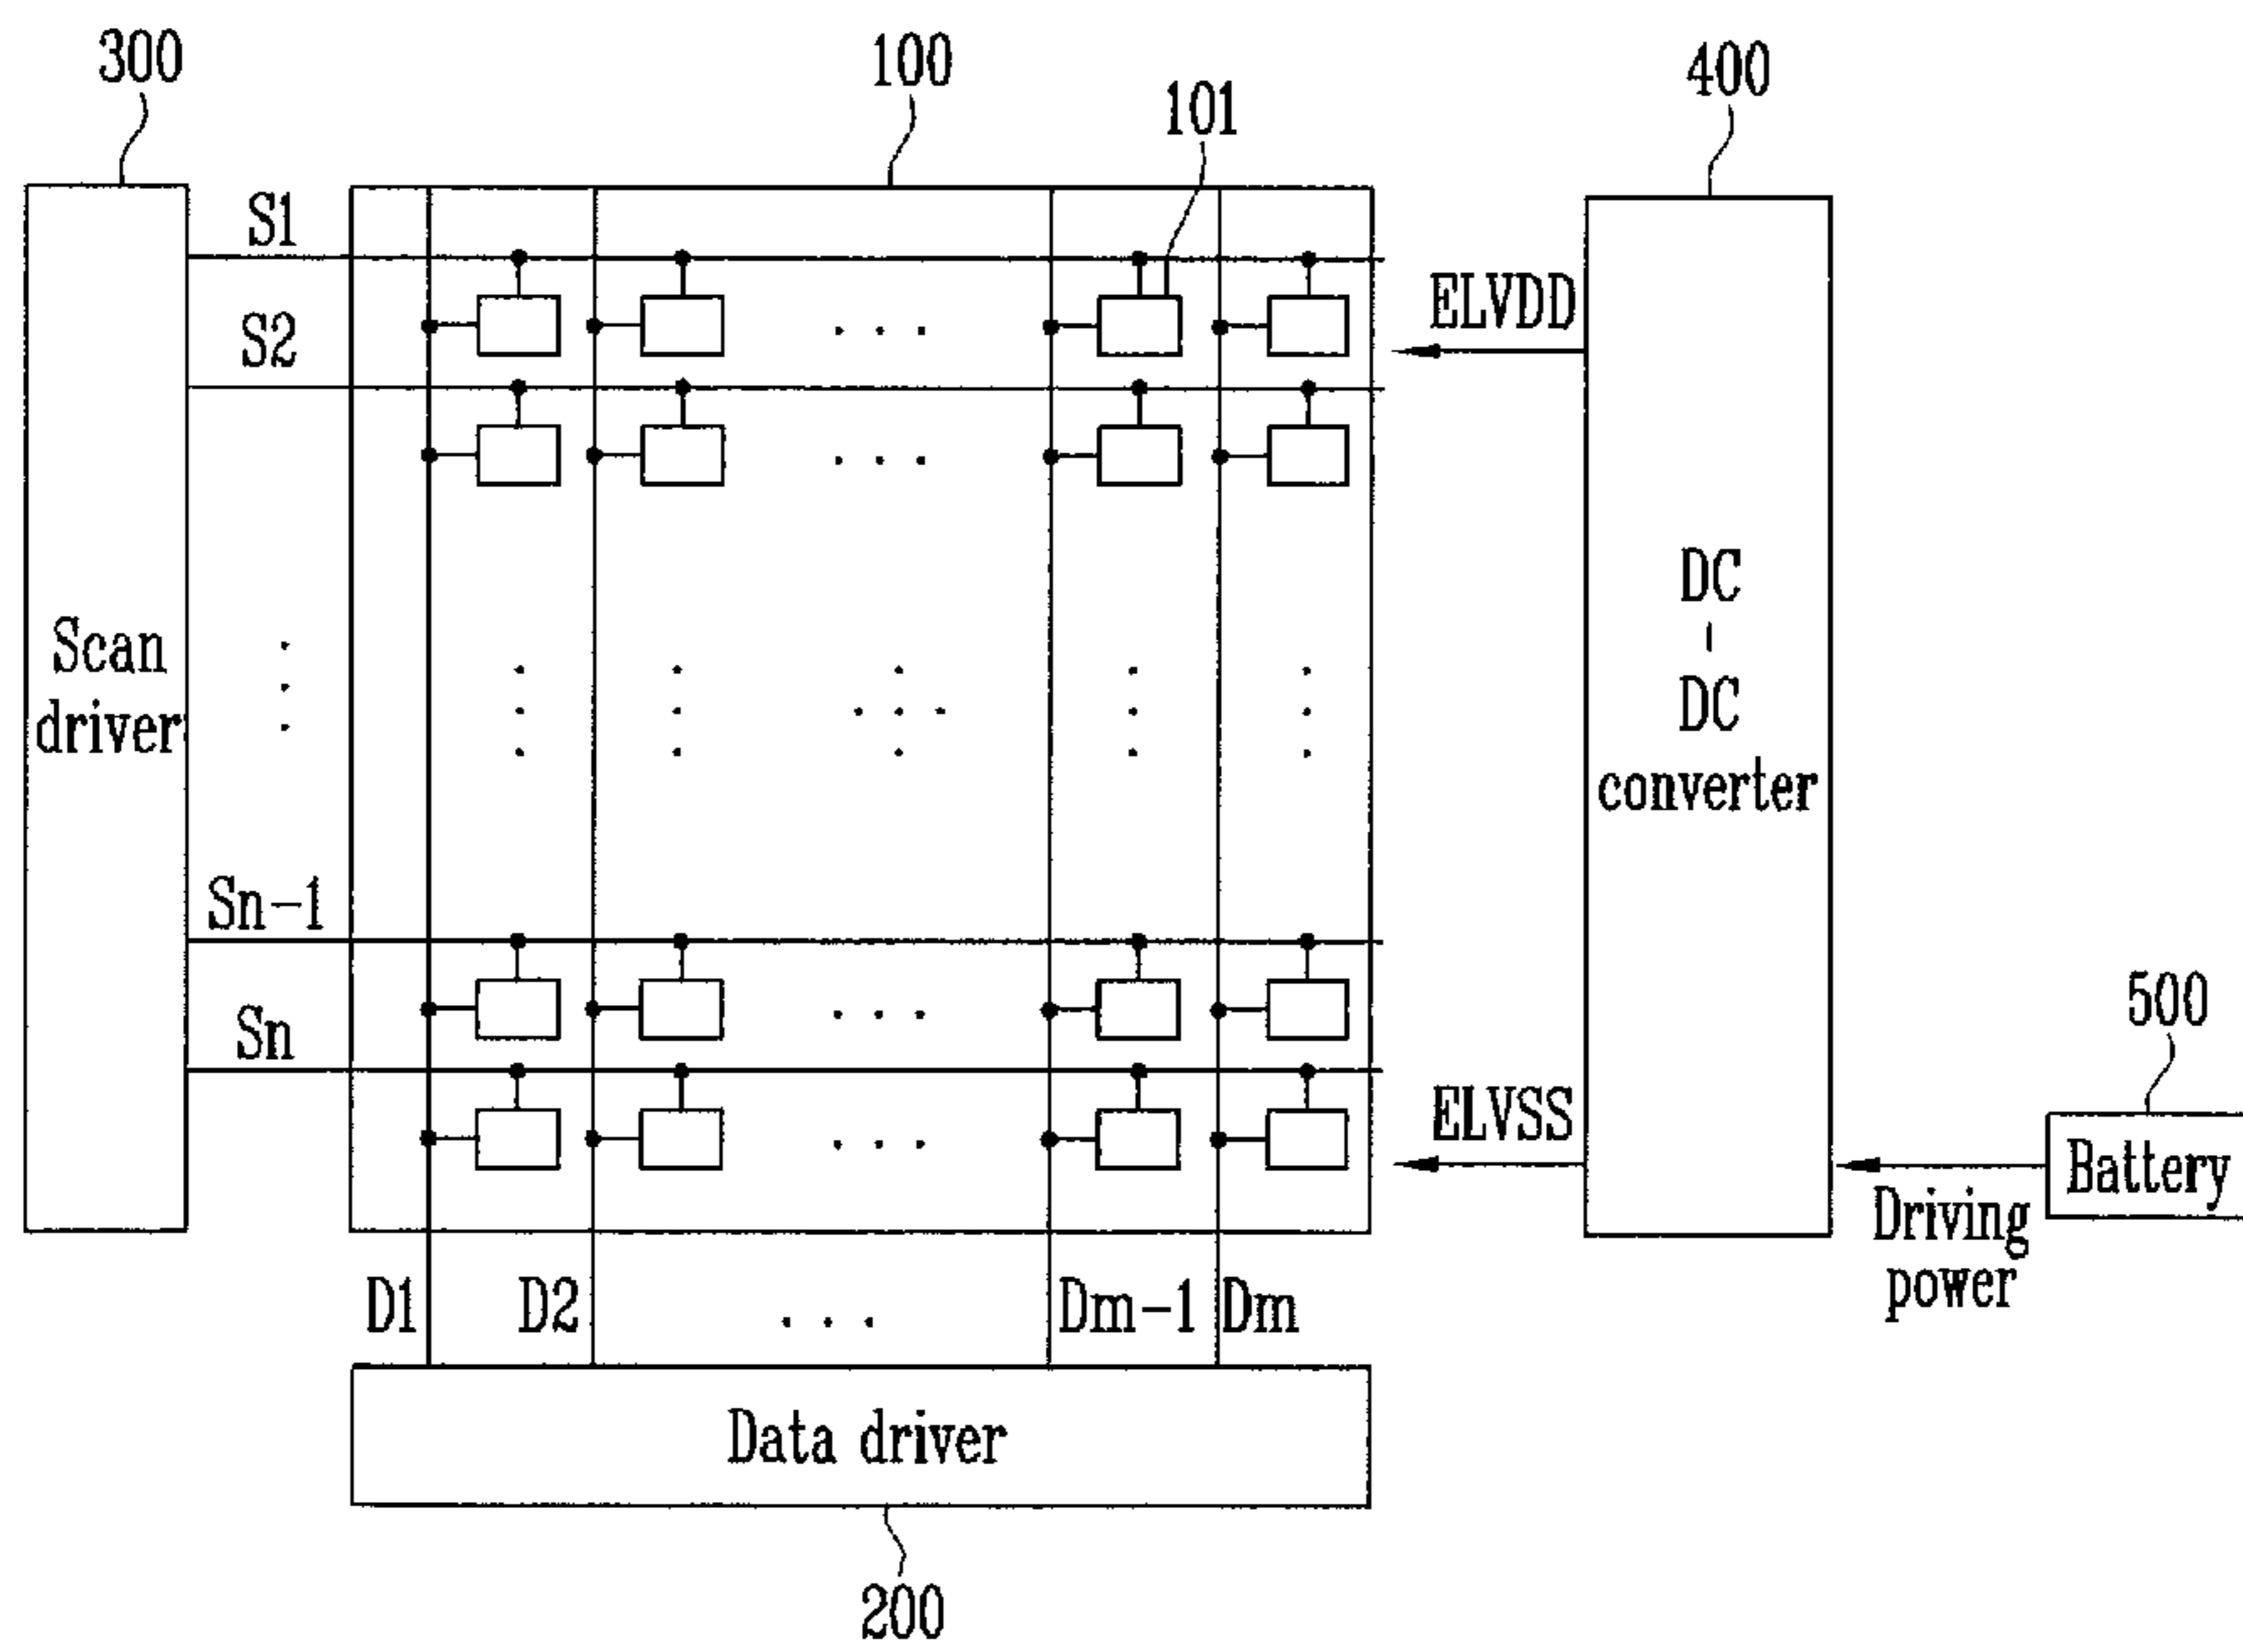 300
100
101
400
S1
S2
ELVDD
Scan
driver
DC
-
DC
converter
Sn-1
Sn
ELVSS
500
Battery
Driving
power
D1
D2
Dm-1
Dm
Data driver
200